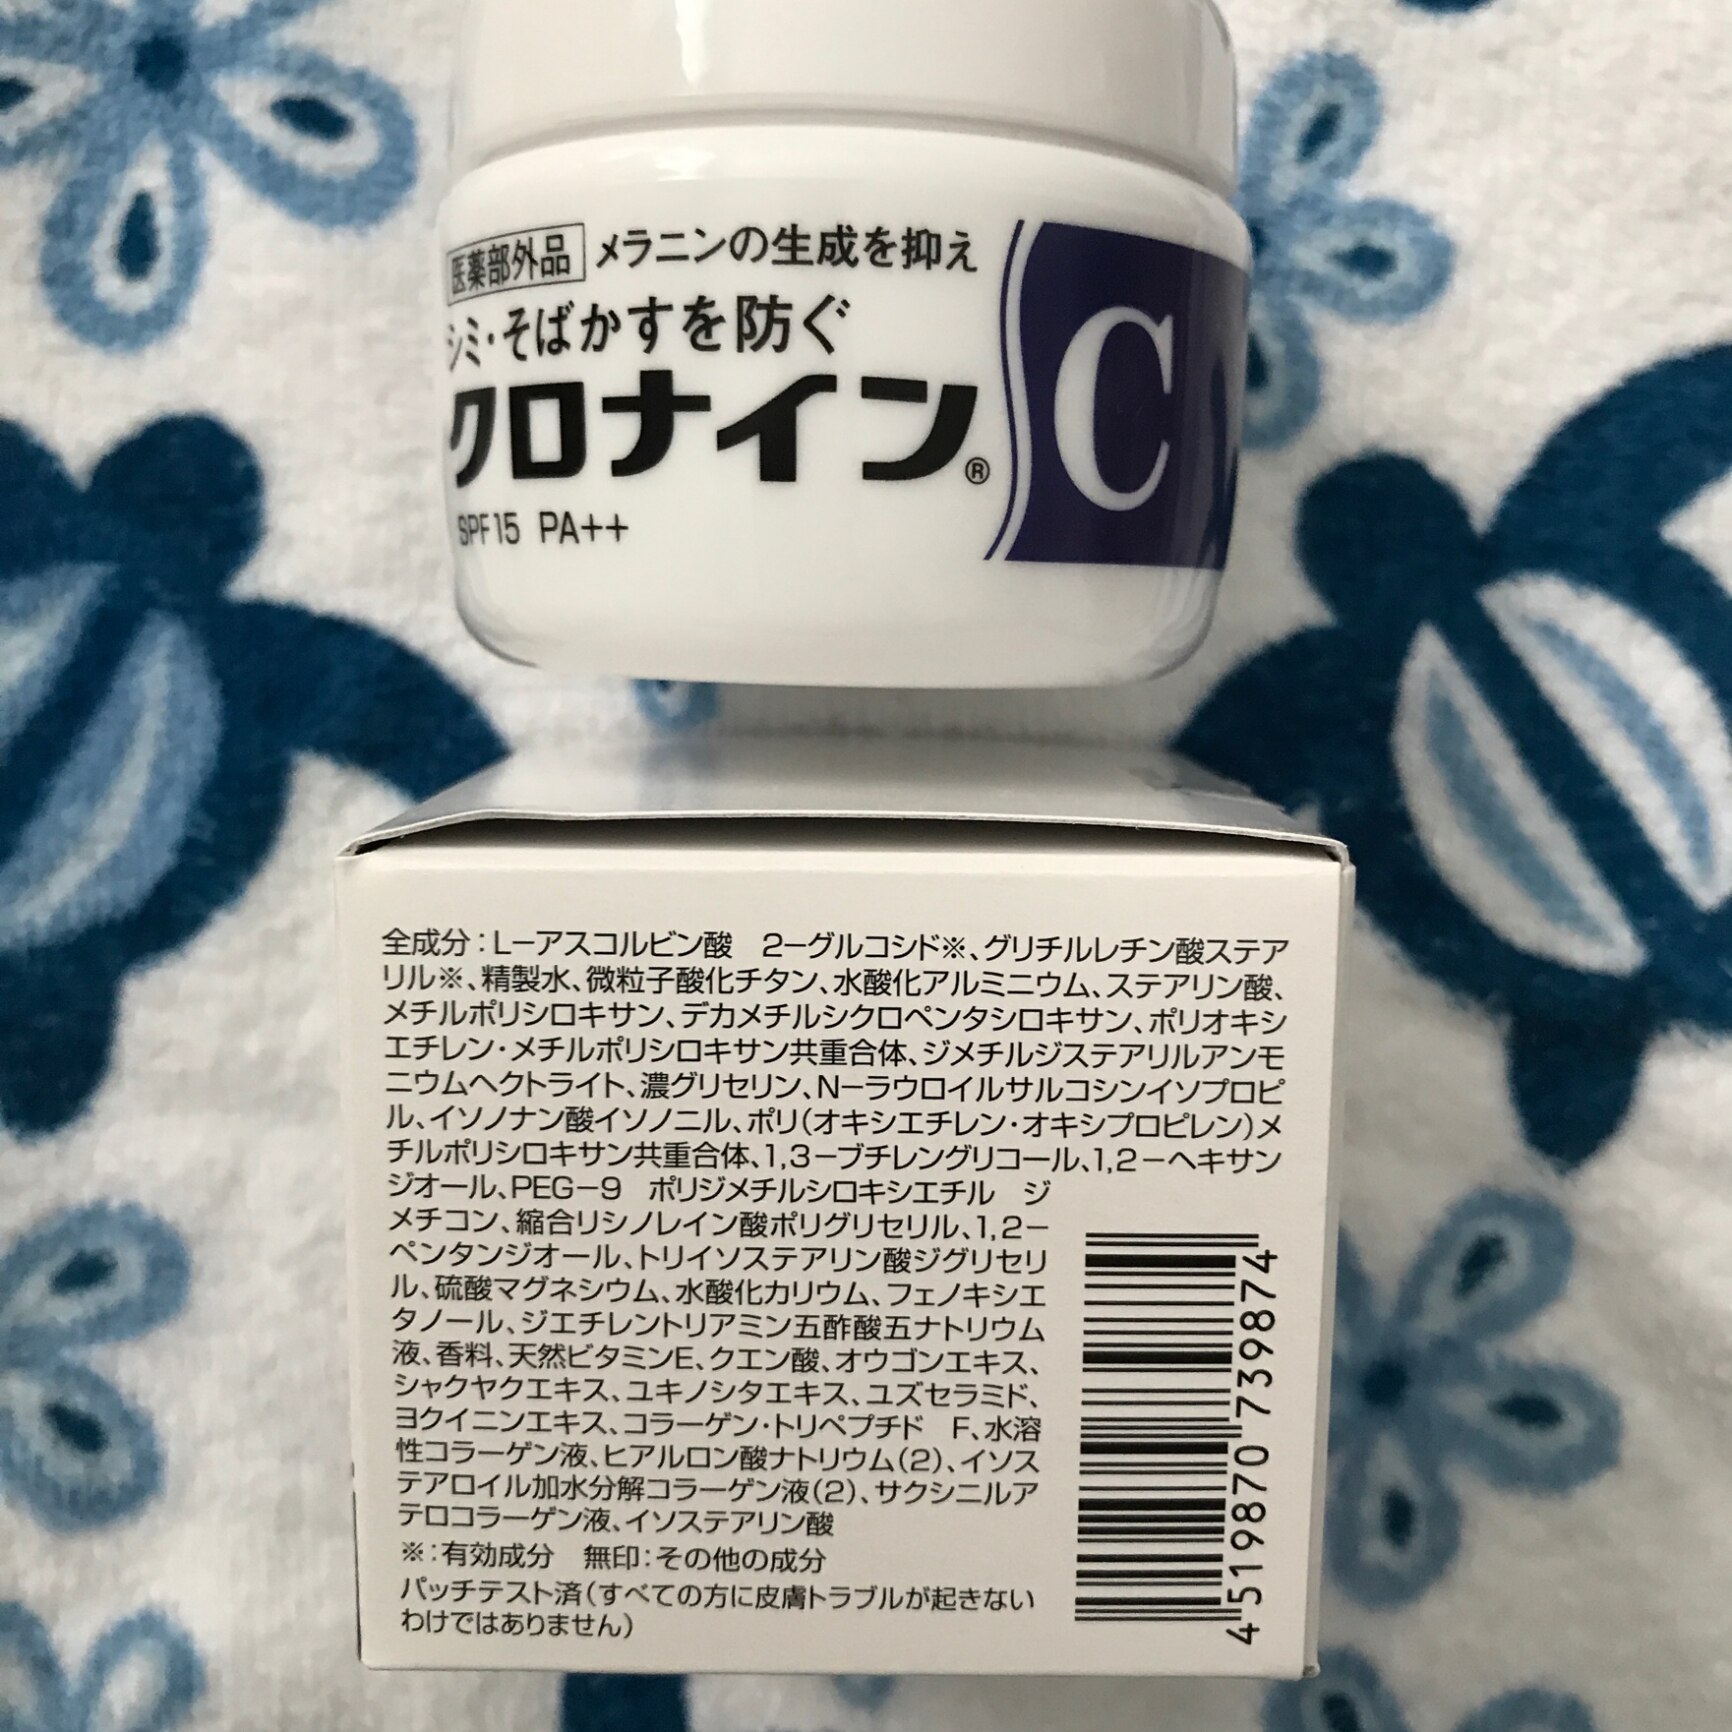 医薬部外品 メラニンの生成を抑え
シミ・そばかすを防ぐ
クロナイン®
SPF15 PA++
C
全成分：L－アスコルビン酸　2－グルコシド※、グリチルレチン酸ステア
リル※、精製水、微粒子酸化チタン、水酸化アルミニウム、ステアリン酸、
メチルポリシロキサン、デカメチルシクロペンタシロキサン、ポリオキシ
エチレン・メチルポリシロキサン共重合体、ジメチルジステアリルアンモ
ニウムヘクトライト、濃グリセリン、N－ラウロイルサルコシンイソプロピ
ル、イソノナン酸イソノニル、ポリ（オキシエチレン・オキシプロピレン）メ
チルポリシロキサン共重合体、1,3－ブチレングリコール、1,2－ヘキサン
ジオール、PEG－9　ポリジメチルシロキシエチル　ジ
メチコン、縮合リシノレイン酸ポリグリセリル、1,2－
ペンタンジオール、トリイソステアリン酸ジグリセリ
ル、硫酸マグネシウム、水酸化カリウム、フェノキシエ
タノール、ジエチレントリアミン五酢酸五ナトリウム
液、香料、天然ビタミンE、クエン酸、オウゴンエキス、
シャクヤクエキス、ユキノシタエキス、ユズセラミド、
ヨクイニンエキス、コラーゲン・トリペプチド　F、水溶
性コラーゲン液、ヒアルロン酸ナトリウム（2）、イソス
テアロイル加水分解コラーゲン液（2）、サクシニルア
テロコラーゲン液、イソステアリン酸
※：有効成分　無印：その他の成分
パッチテスト済（すべての方に皮膚トラブルが起きない
わけではありません）
4 519870 739874